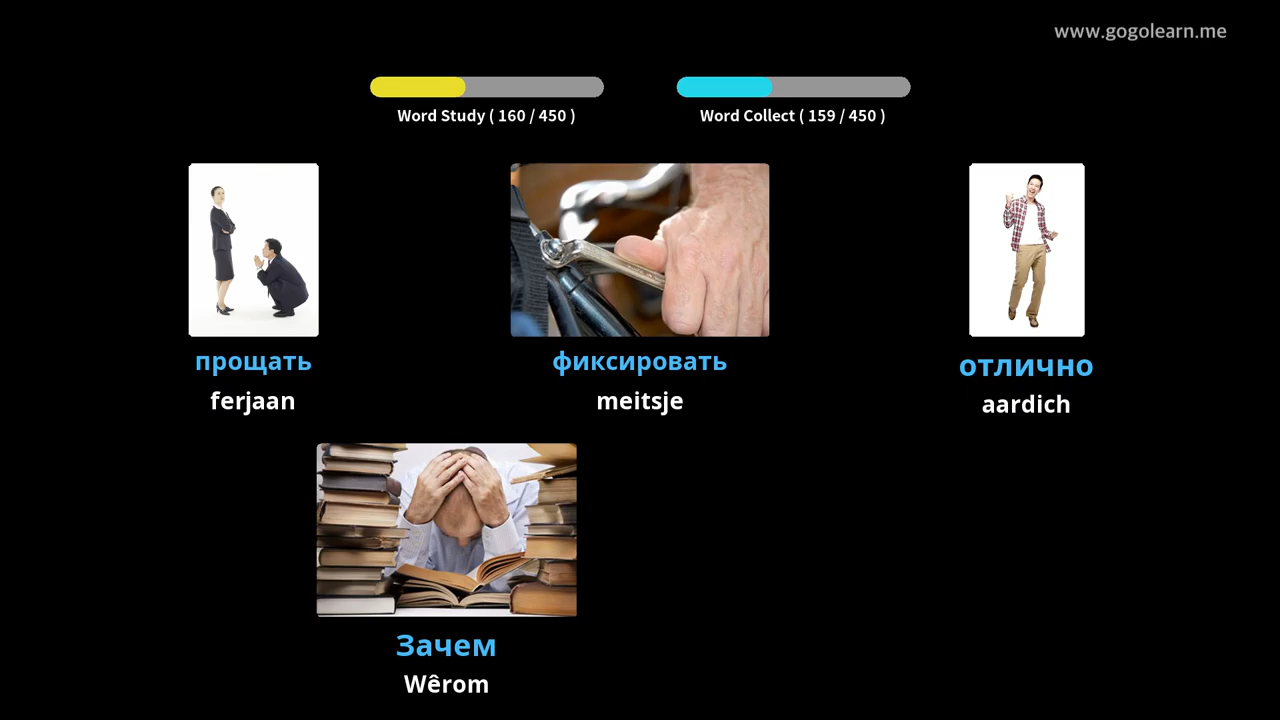 www.gogolearn.me
Word Study ( 160 / 450 )
Word Collect ( 159 / 450 )
прощать
ferjaan
фиксировать
meitsje
отлично
aardich
Зачем
Wêrom